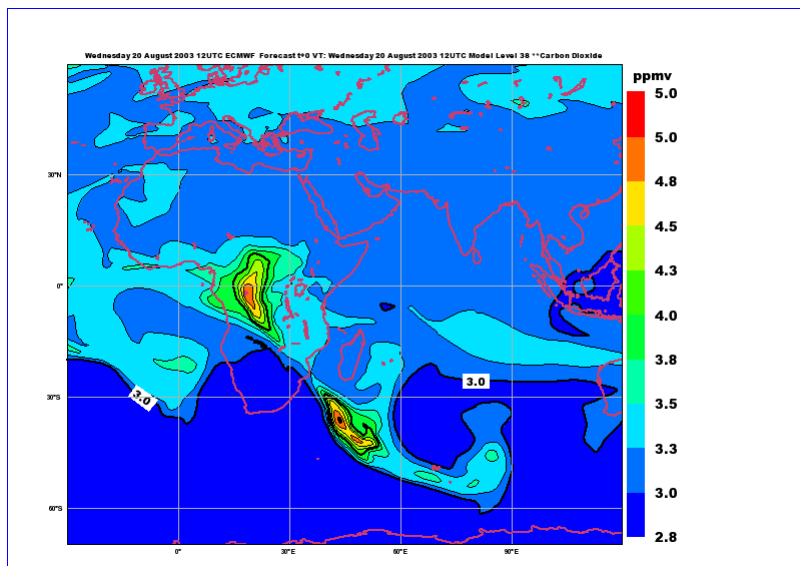 Wednesday 20 August 2003 12UTC ECMWF Forecast t+0 VT: Wednesday 20 August 2003 12UTC Model Level 38 **Carbon Dioxide
ppmv
5.0
5.0
4.8
4.5
4.3
4.0
3.8
3.5
3.3
3.0
2.8
30°N
0°
30°S
60°S
0°
30°E
60°E
90°E
3.0
3.0